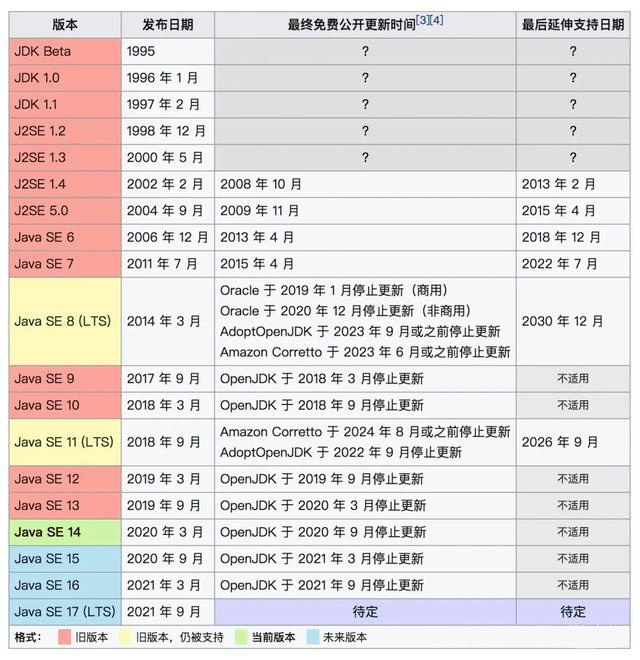 版本 发布日期 最终免费公开更新时间[3][4] 最后延伸支持日期
JDK Beta 1995 ? ?
JDK 1.0 1996 年 1 月 ? ?
JDK 1.1 1997 年 2 月 ? ?
J2SE 1.2 1998 年 12 月 ? ?
J2SE 1.3 2000 年 5 月 ? ?
J2SE 1.4 2002 年 2 月 2008 年 10 月 2013 年 2 月
J2SE 5.0 2004 年 9 月 2009 年 11 月 2015 年 4 月
Java SE 6 2006 年 12 月 2013 年 4 月 2018 年 12 月
Java SE 7 2011 年 7 月 2015 年 4 月 2022 年 7 月
Java SE 8 (LTS) 2014 年 3 月
Oracle 于 2019 年 1 月停止更新（商用）
Oracle 于 2020 年 12 月停止更新（非商用）
AdoptOpenJDK 于 2023 年 9 月或之前停止更新
Amazon Corretto 于 2023 年 6 月或之前停止更新
2030 年 12 月
Java SE 9 2017 年 9 月 OpenJDK 于 2018 年 3 月停止更新 不适用
Java SE 10 2018 年 3 月 OpenJDK 于 2018 年 9 月停止更新 不适用
Java SE 11 (LTS) 2018 年 9 月
Amazon Corretto 于 2024 年 8 月或之前停止更新
AdoptOpenJDK 于 2022 年 9 月停止更新
2026 年 9 月
Java SE 12 2019 年 3 月 OpenJDK 于 2019 年 9 月停止更新 不适用
Java SE 13 2019 年 9 月 OpenJDK 于 2020 年 3 月停止更新 不适用
Java SE 14 2020 年 3 月 OpenJDK 于 2020 年 9 月停止更新 不适用
Java SE 15 2020 年 9 月 OpenJDK 于 2021 年 3 月停止更新 不适用
Java SE 16 2021 年 3 月 OpenJDK 于 2021 年 9 月停止更新 不适用
Java SE 17 (LTS) 2021 年 9 月 待定 待定
格式： 旧版本 旧版本，仍被支持 当前版本 未来版本